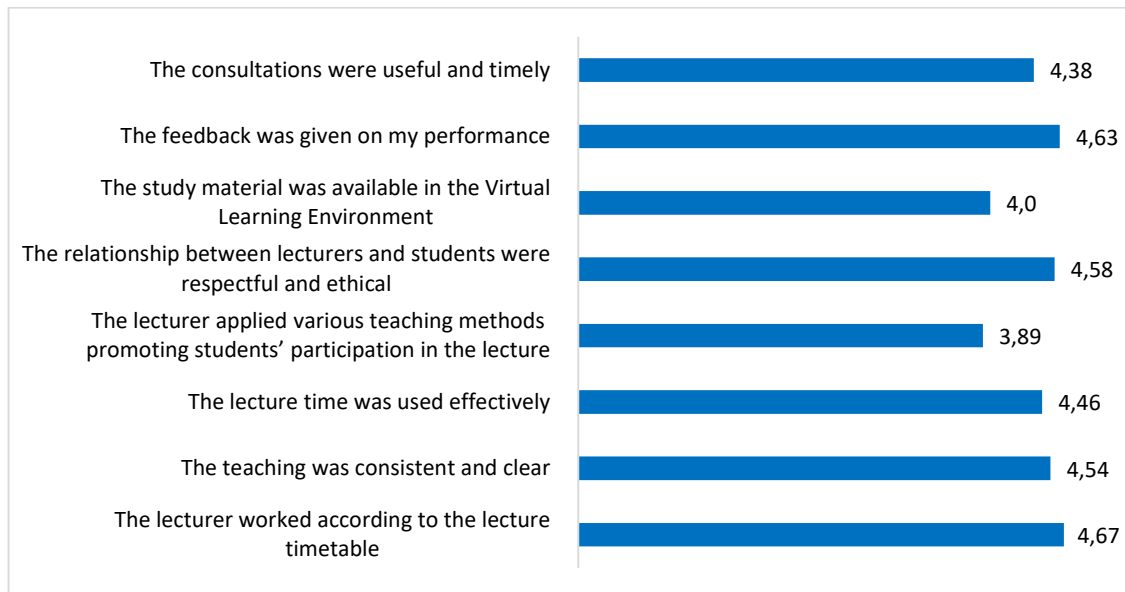 The consultations were useful and timely
4,38
The feedback was given on my performance
4,63
The study material was available in the Virtual
Learning Environment
4,0
The relationship between lecturers and students were
respectful and ethical
4,58
The lecturer applied various teaching methods
promoting students’ participation in the lecture
3,89
The lecture time was used effectively
4,46
The teaching was consistent and clear
4,54
The lecturer worked according to the lecture
timetable
4,67